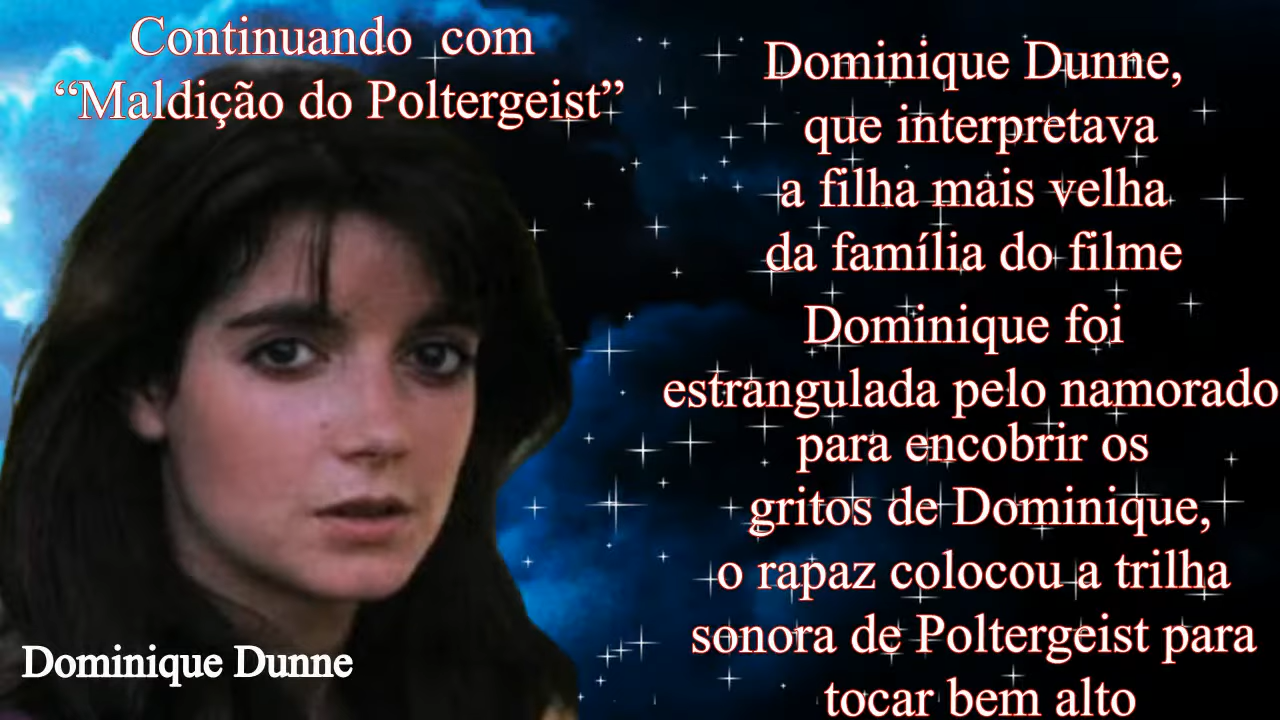 Continuando com
“Maldição do Poltergeist”
Dominique Dunne,
que interpretava
a filha mais velha
da família do filme
Dominique foi
estrangulada pelo namorado
para encobrir os
gritos de Dominique,
o rapaz colocou a trilha
sonora de Poltergeist para
tocar bem alto
Dominique Dunne